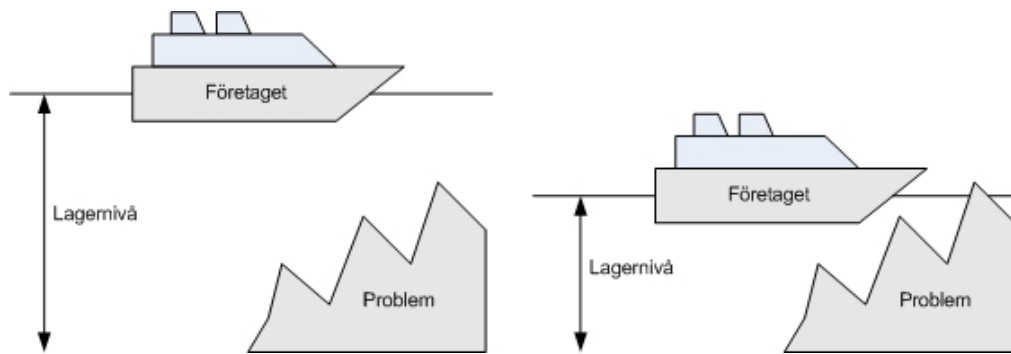 Företaget
Lagernivå
Problem
Företaget
Lagernivå
Problem